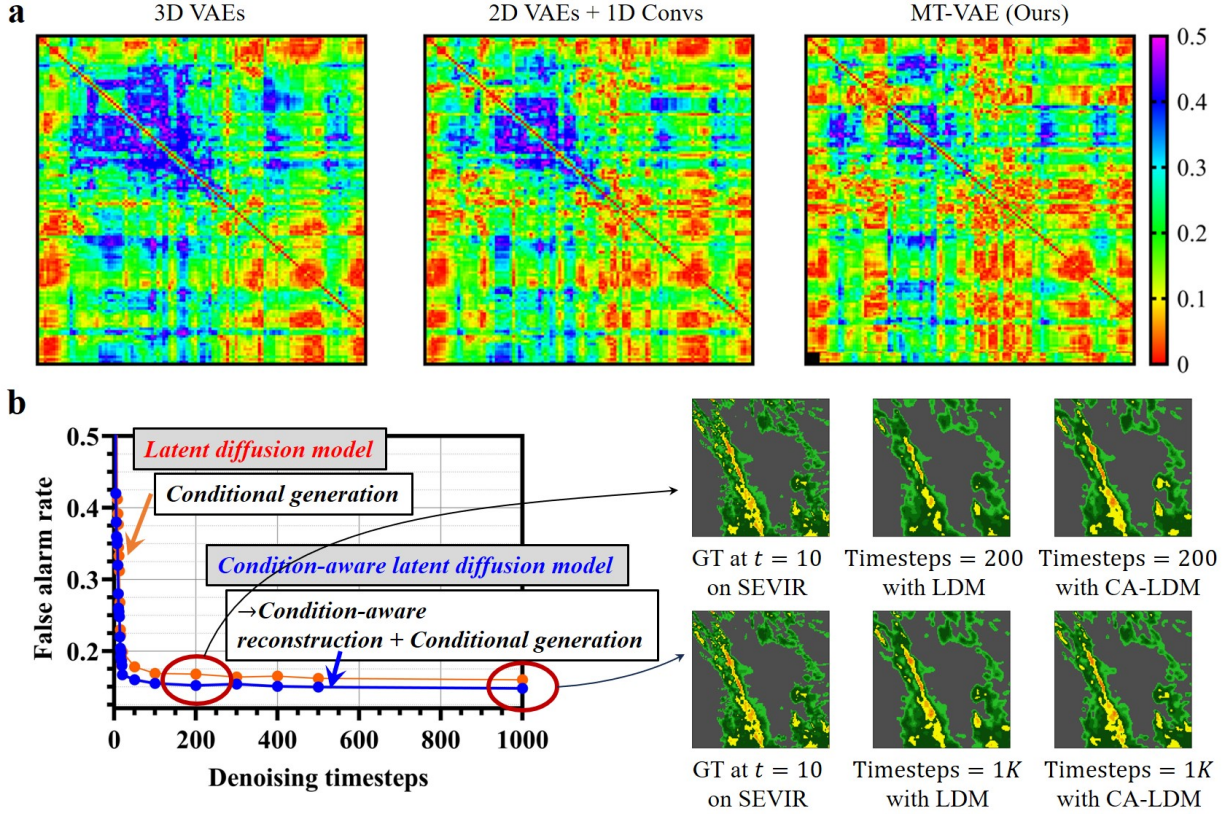 a
3D VAEs
2D VAEs + 1D Convs
MT-VAE (Ours)
0.5
0.4
0.3
0.2
0.1
0
b
0.5
0.4
0.3
0.2
False alarm rate
Latent diffusion model
Conditional generation
Condition-aware latent diffusion model
→Condition-aware
reconstruction + Conditional generation
0
200
400
600
800
1000
Denoising timesteps
GT at t = 10
on SEVIR
Timesteps = 200
with LDM
Timesteps = 200
with CA-LDM
GT at t = 10
on SEVIR
Timesteps = 1K
with LDM
Timesteps = 1K
with CA-LDM